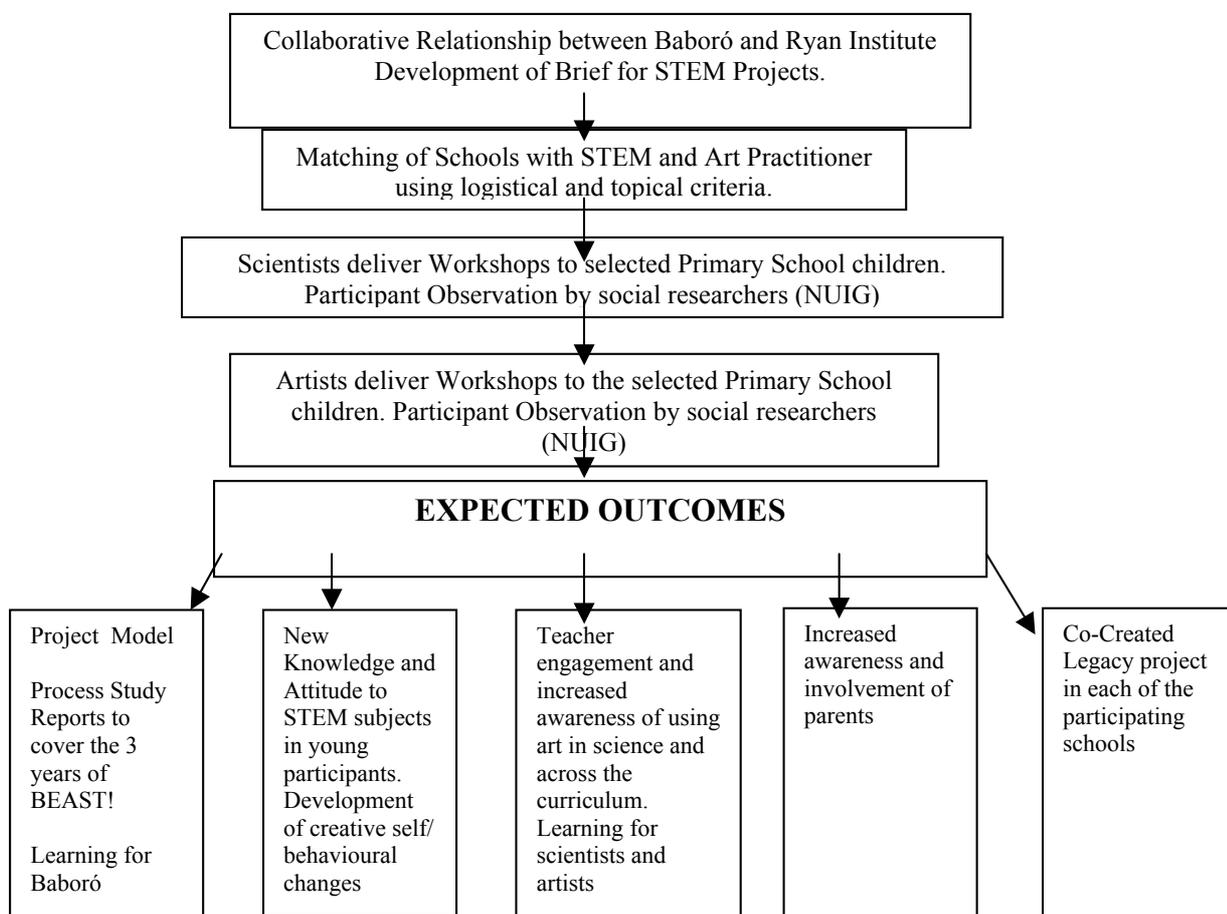 Collaborative Relationship between Baboró and Ryan Institute
Development of Brief for STEM Projects.
Matching of Schools with STEM and Art Practitioner
using logistical and topical criteria.
Scientists deliver Workshops to selected Primary School children.
Participant Observation by social researchers (NUIG)
Artists deliver Workshops to the selected Primary School
children. Participant Observation by social researchers
(NUIG)
EXPECTED OUTCOMES
Project Model
Process Study
Reports to
cover the 3
years of
BEAST!
Learning for
Baboró
New
Knowledge and
Attitude to
STEM subjects
in young
participants.
Development
of creative self/
behavioural
changes
Teacher
engagement and
increased
awareness of using
art in science and
across the
curriculum.
Learning for
scientists and
artists
Increased
awareness and
involvement of
parents
Co-Created
Legacy project
in each of the
participating
schools